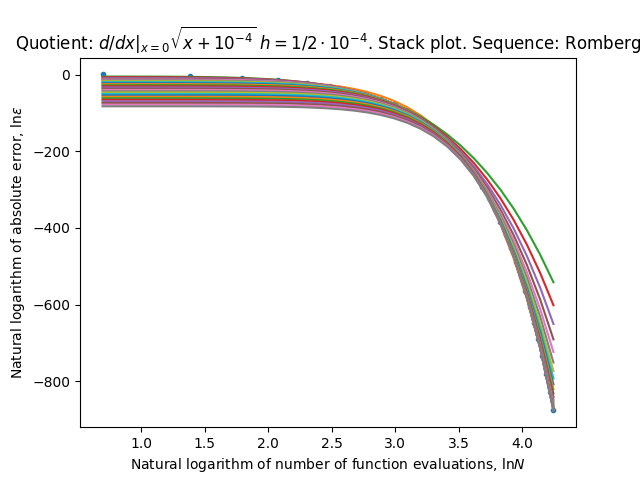 Quotient: d/dx|ₓ₌₀√x + 10⁻⁴ h = 1/2 · 10⁻⁴. Stack plot. Sequence: Romberg
Natural logarithm of absolute error, lnε
0
−200
−400
−600
−800
1.0 1.5 2.0 2.5 3.0 3.5 4.0
Natural logarithm of number of function evaluations, lnN